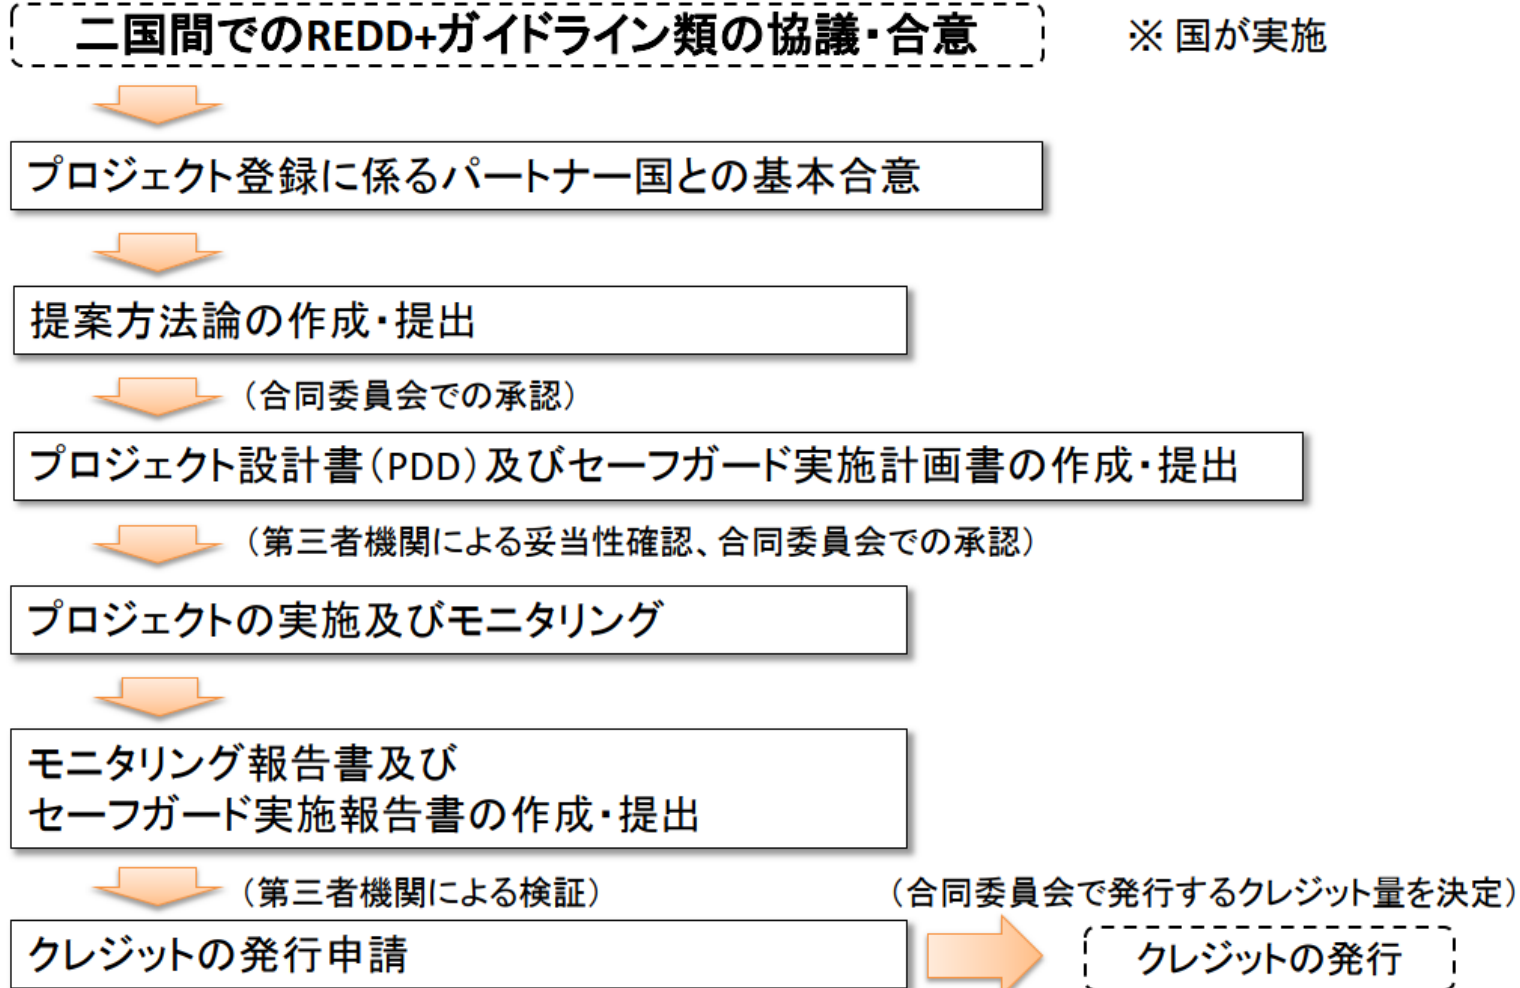 二国間でのREDD+ガイドライン類の協議・合意 ※ 国が実施
プロジェクト登録に係るパートナー国との基本合意
提案方法論の作成・提出
（合同委員会での承認）
プロジェクト設計書（PDD）及びセーフガード実施計画書の作成・提出
（第三者機関による妥当性確認、合同委員会での承認）
プロジェクトの実施及びモニタリング
モニタリング報告書及び
セーフガード実施報告書の作成・提出
（第三者機関による検証） （合同委員会で発行するクレジット量を決定）
クレジットの発行申請 クレジットの発行